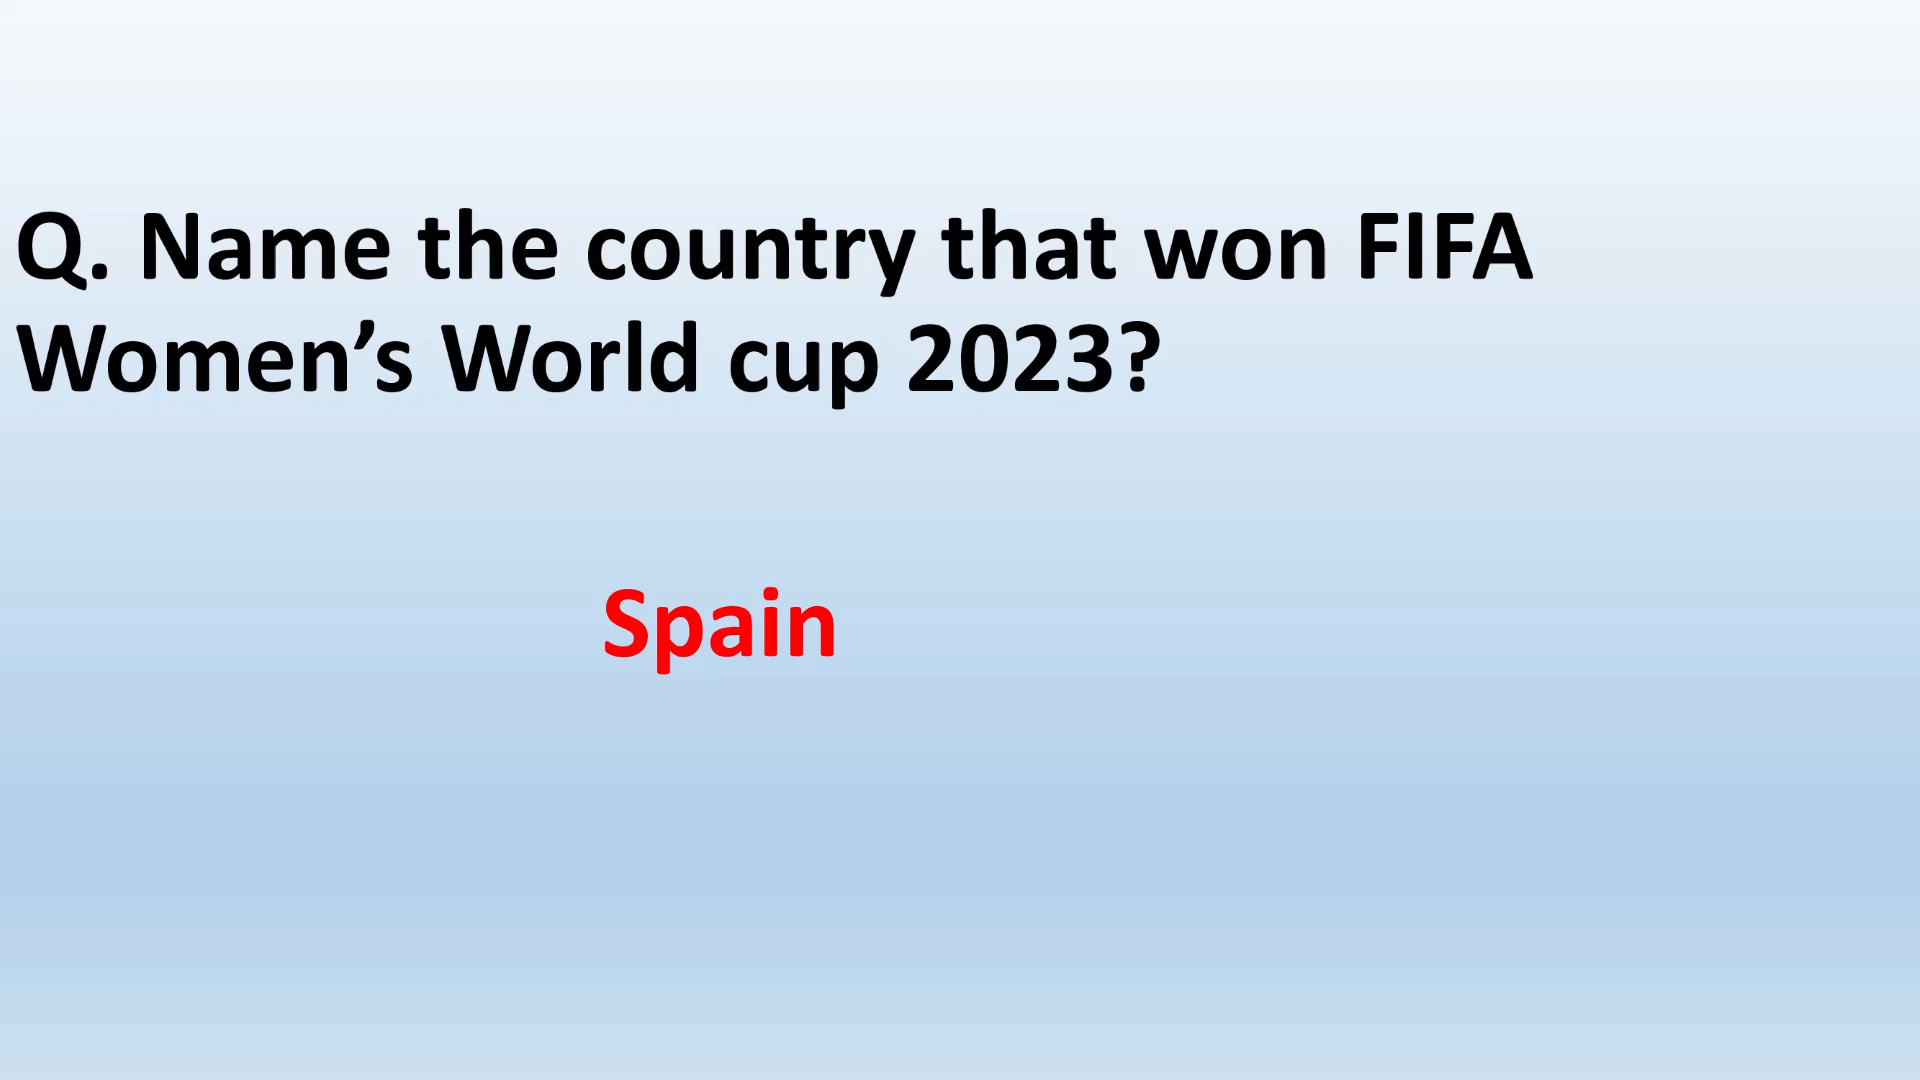 Q. Name the country that won FIFA
Women’s World cup 2023?
Spain